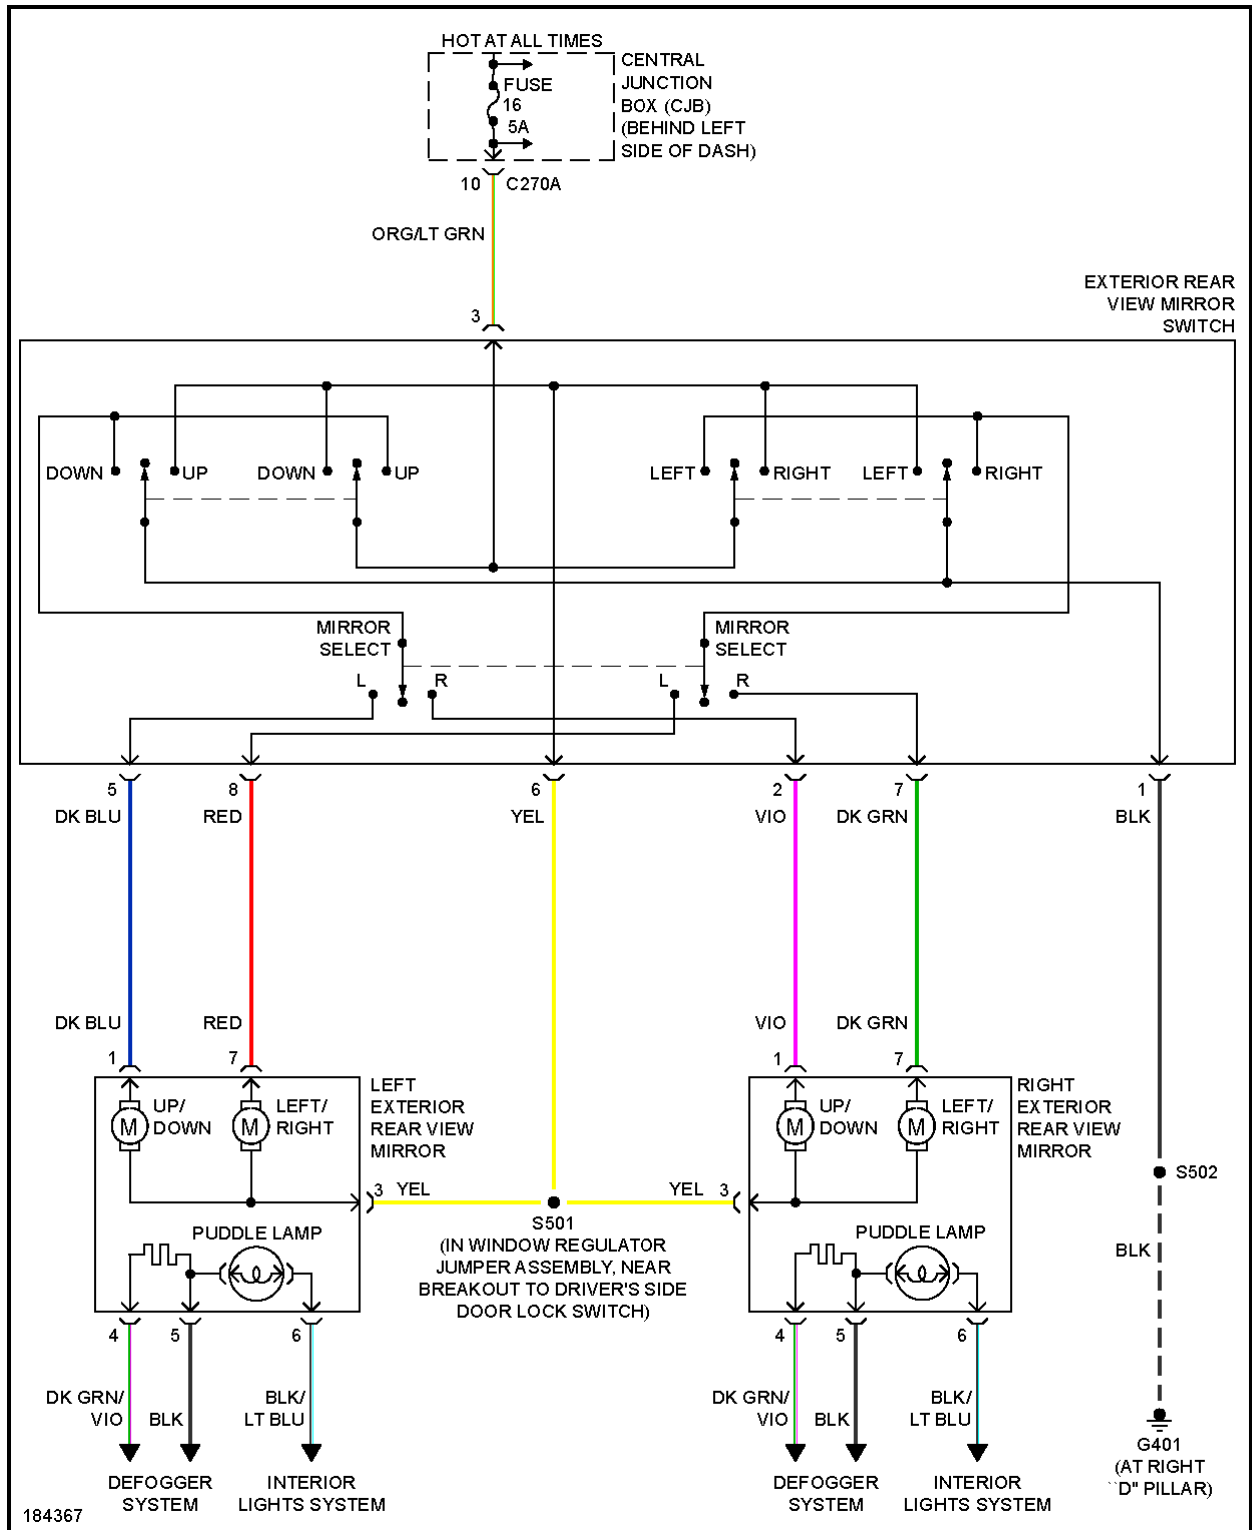 HOT AT ALL TIMES
FUSE
16
5A
CENTRAL
JUNCTION
BOX (CJB)
(BEHIND LEFT
SIDE OF DASH)
10 C270A
ORG/LT GRN
3
EXTERIOR REAR
VIEW MIRROR
SWITCH
DOWN UP DOWN UP LEFT RIGHT LEFT RIGHT
MIRROR
SELECT
MIRROR
SELECT
L R L R
5 8 6 2 7 1
DK BLU RED YEL VIO DK GRN BLK
DK BLU RED VIO DK GRN
1 7 1 7
M UP/
DOWN
M LEFT/
RIGHT
LEFT
EXTERIOR
REAR VIEW
MIRROR
M UP/
DOWN
M LEFT/
RIGHT
RIGHT
EXTERIOR
REAR VIEW
MIRROR
3 YEL YEL 3
S502
S501
(IN WINDOW REGULATOR
JUMPER ASSEMBLY, NEAR
BREAKOUT TO DRIVER'S SIDE
DOOR LOCK SWITCH)
PUDDLE LAMP
PUDDLE LAMP
BLK
4 5 6 4 5 6
DK GRN/
VIO
BLK
BLK/
LT BLU
DK GRN/
VIO
BLK
BLK/
LT BLU
G401
(AT RIGHT
``D" PILLAR)
DEFOGGER
SYSTEM
INTERIOR
LIGHTS SYSTEM
DEFOGGER
SYSTEM
INTERIOR
LIGHTS SYSTEM
184367